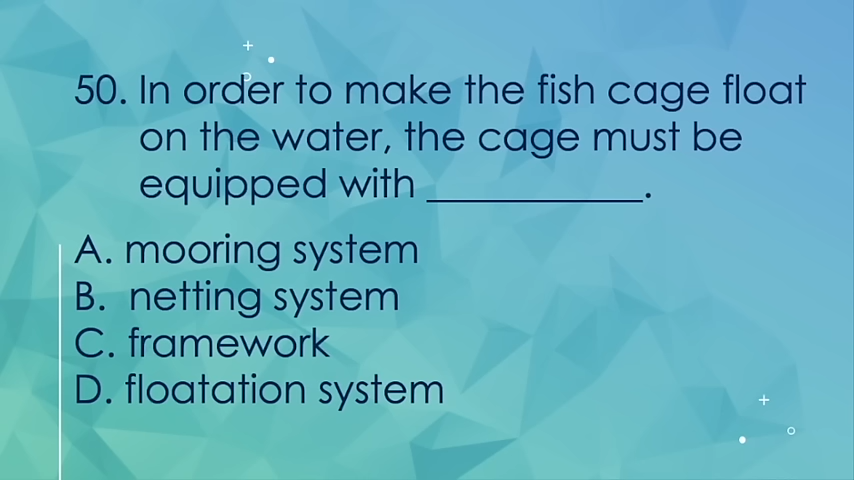 50. In order to make the fish cage float
on the water, the cage must be
equipped with ___________.
A. mooring system
B. netting system
C. framework
D. floatation system